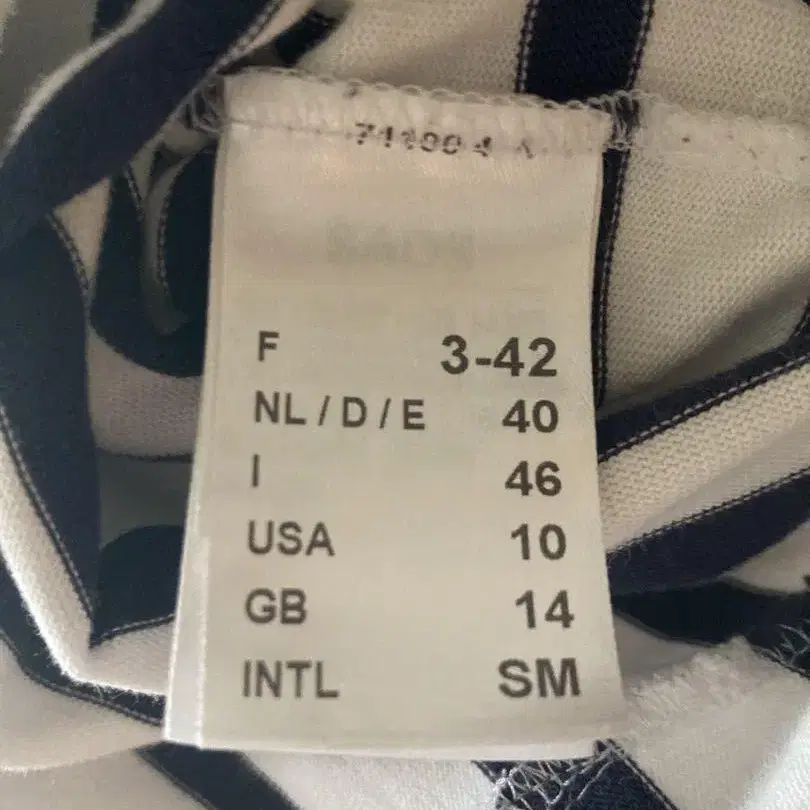 F 3-42
NL / D / E 40
I 46
USA 10
GB 14
INTL SM